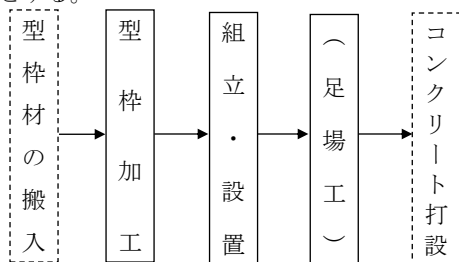 とする。
型枠材の搬入
型枠加工
組立・設置
（足場工）
コンクリート打設